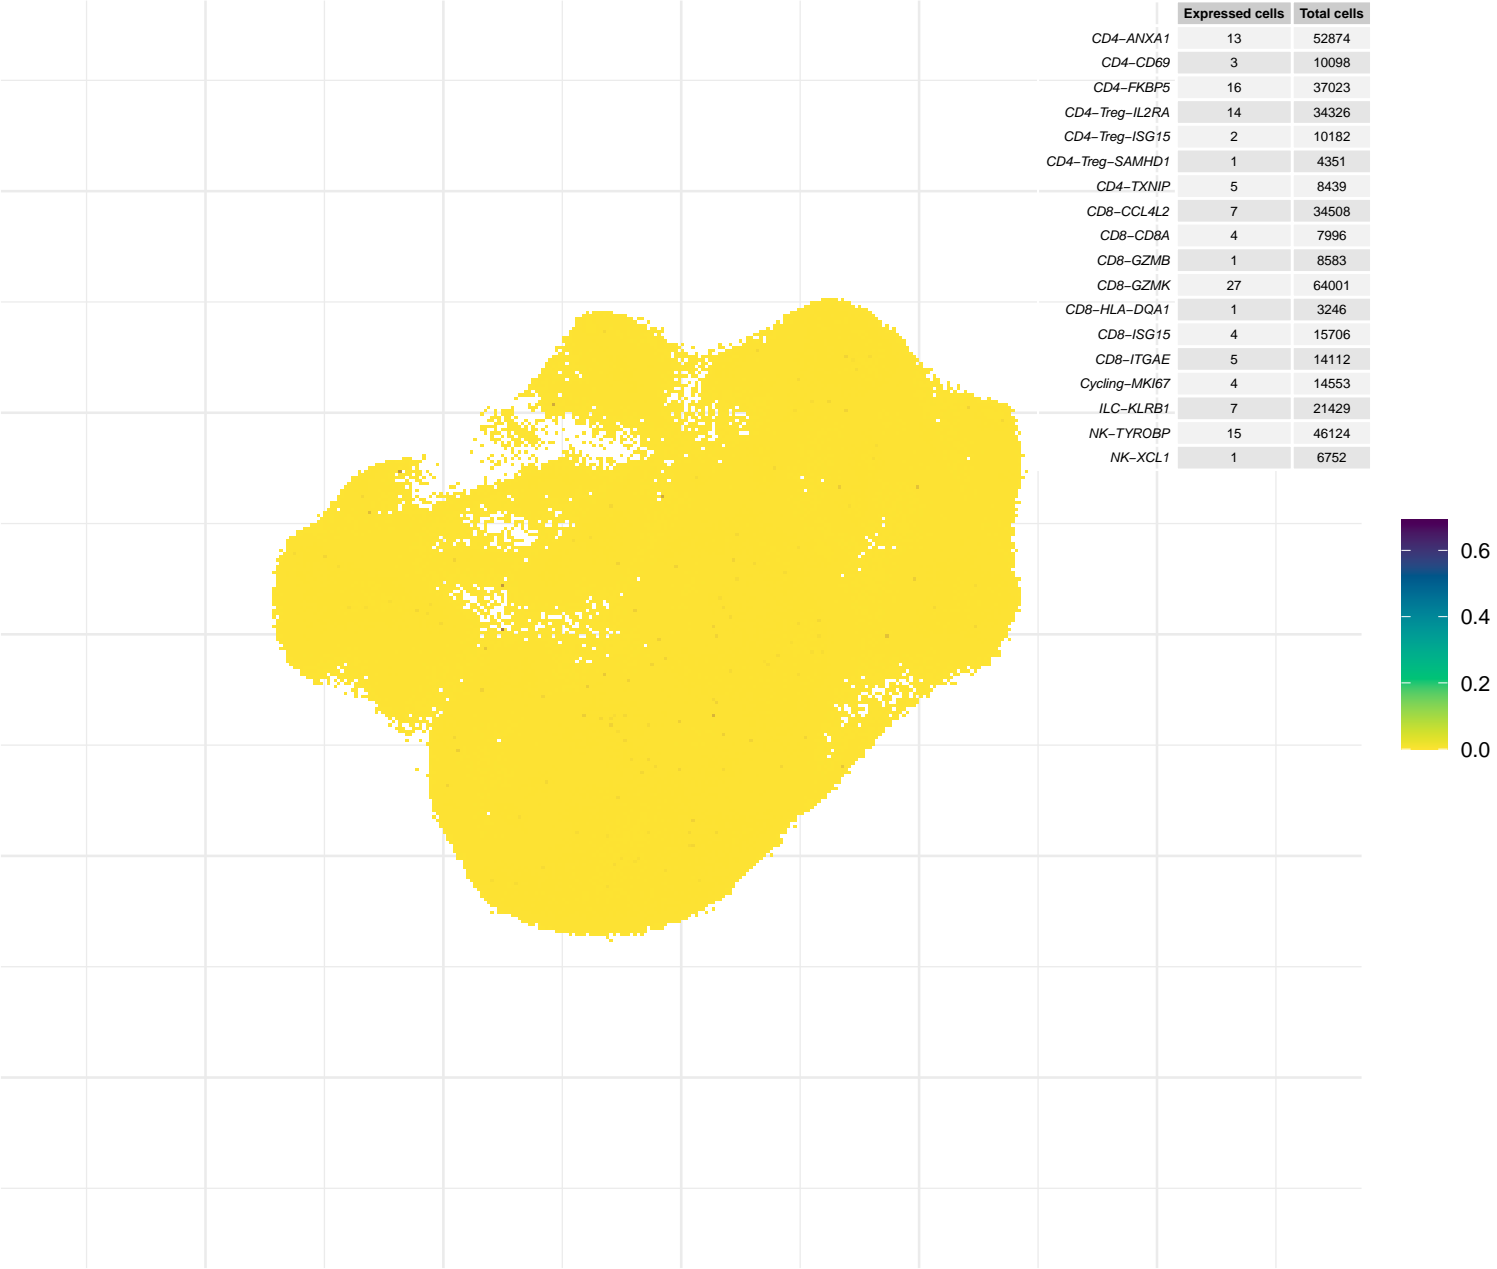 Expressed cells Total cells
CD4−ANXA1 13 52874
CD4−CD69 3 10098
CD4−FKBP5 16 37023
CD4−Treg−IL2RA 14 34326
CD4−Treg−ISG15 2 10182
CD4−Treg−SAMHD1 1 4351
CD4−TXNIP 5 8439
CD8−CCL4L2 7 34508
CD8−CD8A 4 7996
CD8−GZMB 1 8583
CD8−GZMK 27 64001
CD8−HLA−DQA1 1 3246
CD8−ISG15 4 15706
CD8−ITGAE 5 14112
Cycling−MKI67 4 14553
ILC−KLRB1 7 21429
NK−TYROBP 15 46124
NK−XCL1 1 6752
0.6
0.4
0.2
0.0